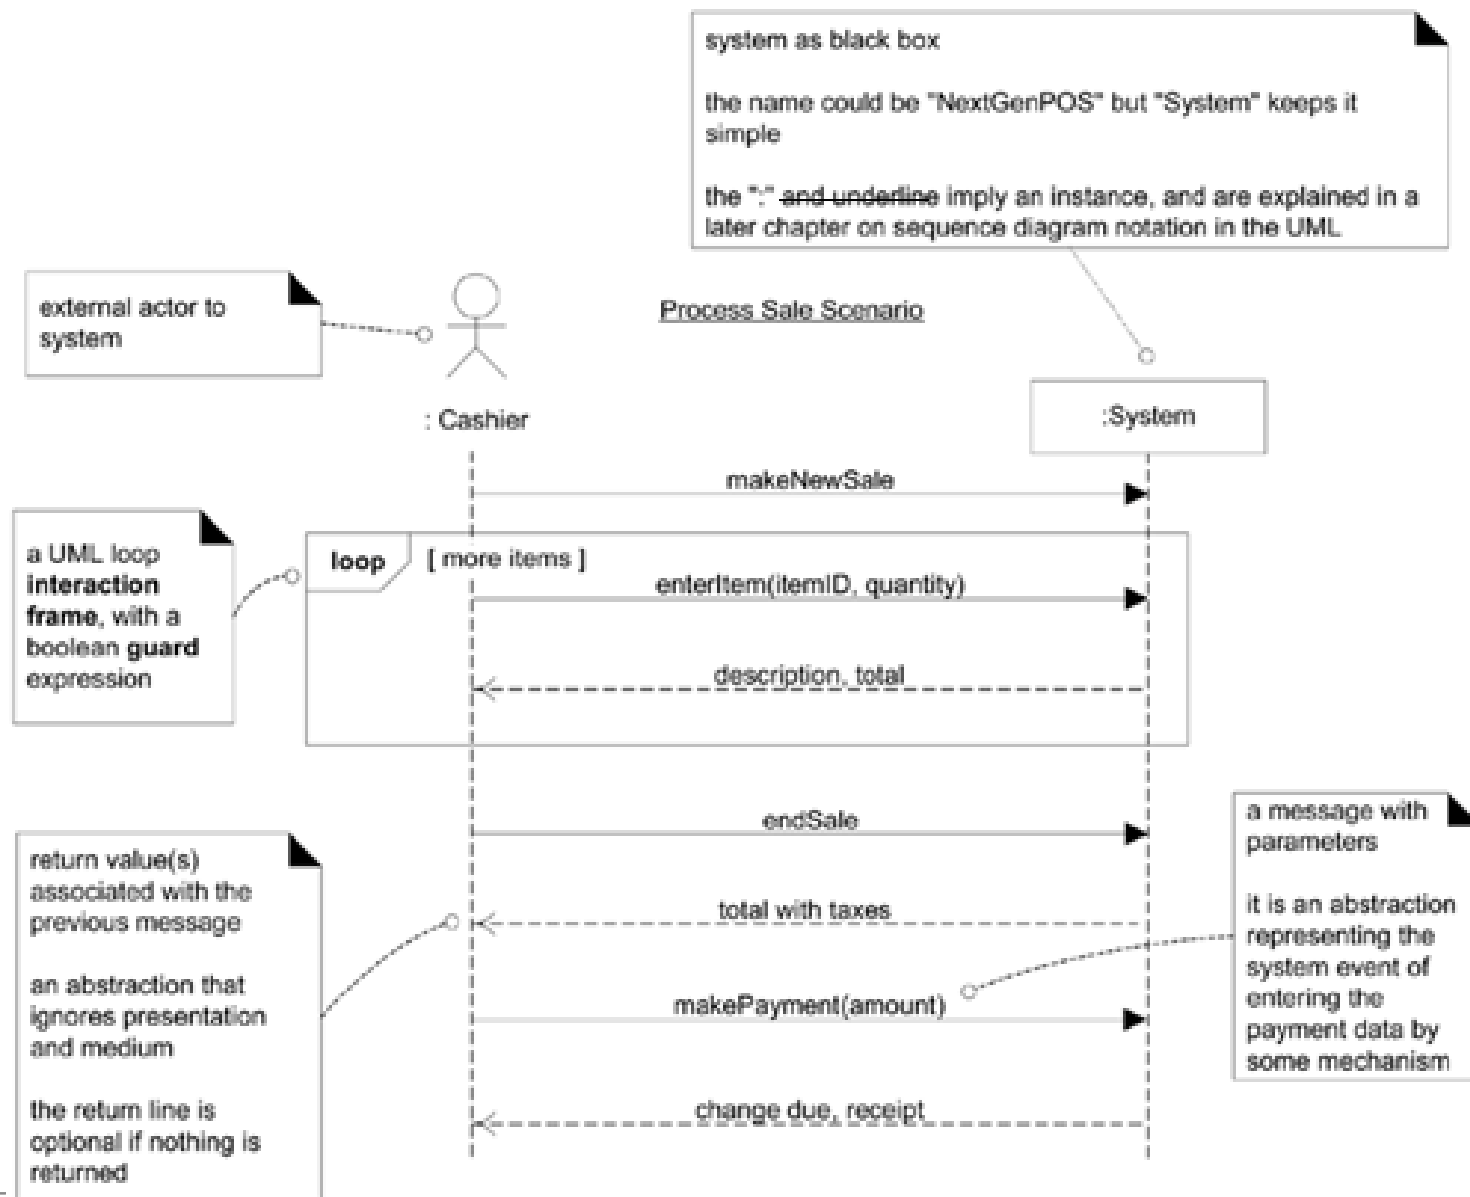 system as black box
the name could be "NextGenPOS" but "System" keeps it
simple
the ":" and underline imply an instance, and are explained in a
later chapter on sequence diagram notation in the UML
external actor to
system
Process Sale Scenario
: Cashier
:System
makeNewSale
a UML loop
interaction
frame, with a
boolean guard
expression
loop
[ more items ]
enterItem(itemID, quantity)
description, total
endSale
return value(s)
associated with the
previous message
an abstraction that
ignores presentation
and medium
the return line is
optional if nothing is
returned
total with taxes
makePayment(amount)
change due, receipt
a message with
parameters
it is an abstraction
representing the
system event of
entering the
payment data by
some mechanism